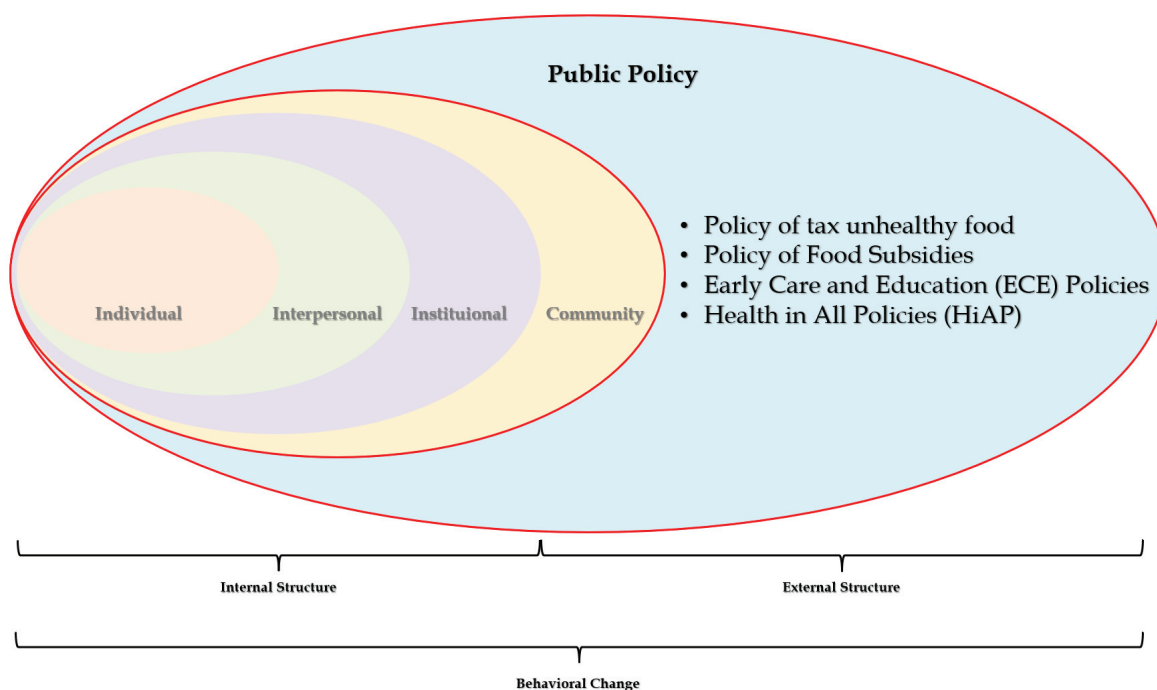 Public Policy
• Policy of tax unhealthy food
• Policy of Food Subsidies
• Early Care and Education (ECE) Policies
• Health in All Policies (HiAP)
Individual Interpersonal Instituional Community
Internal Structure External Structure
Behavioral Change